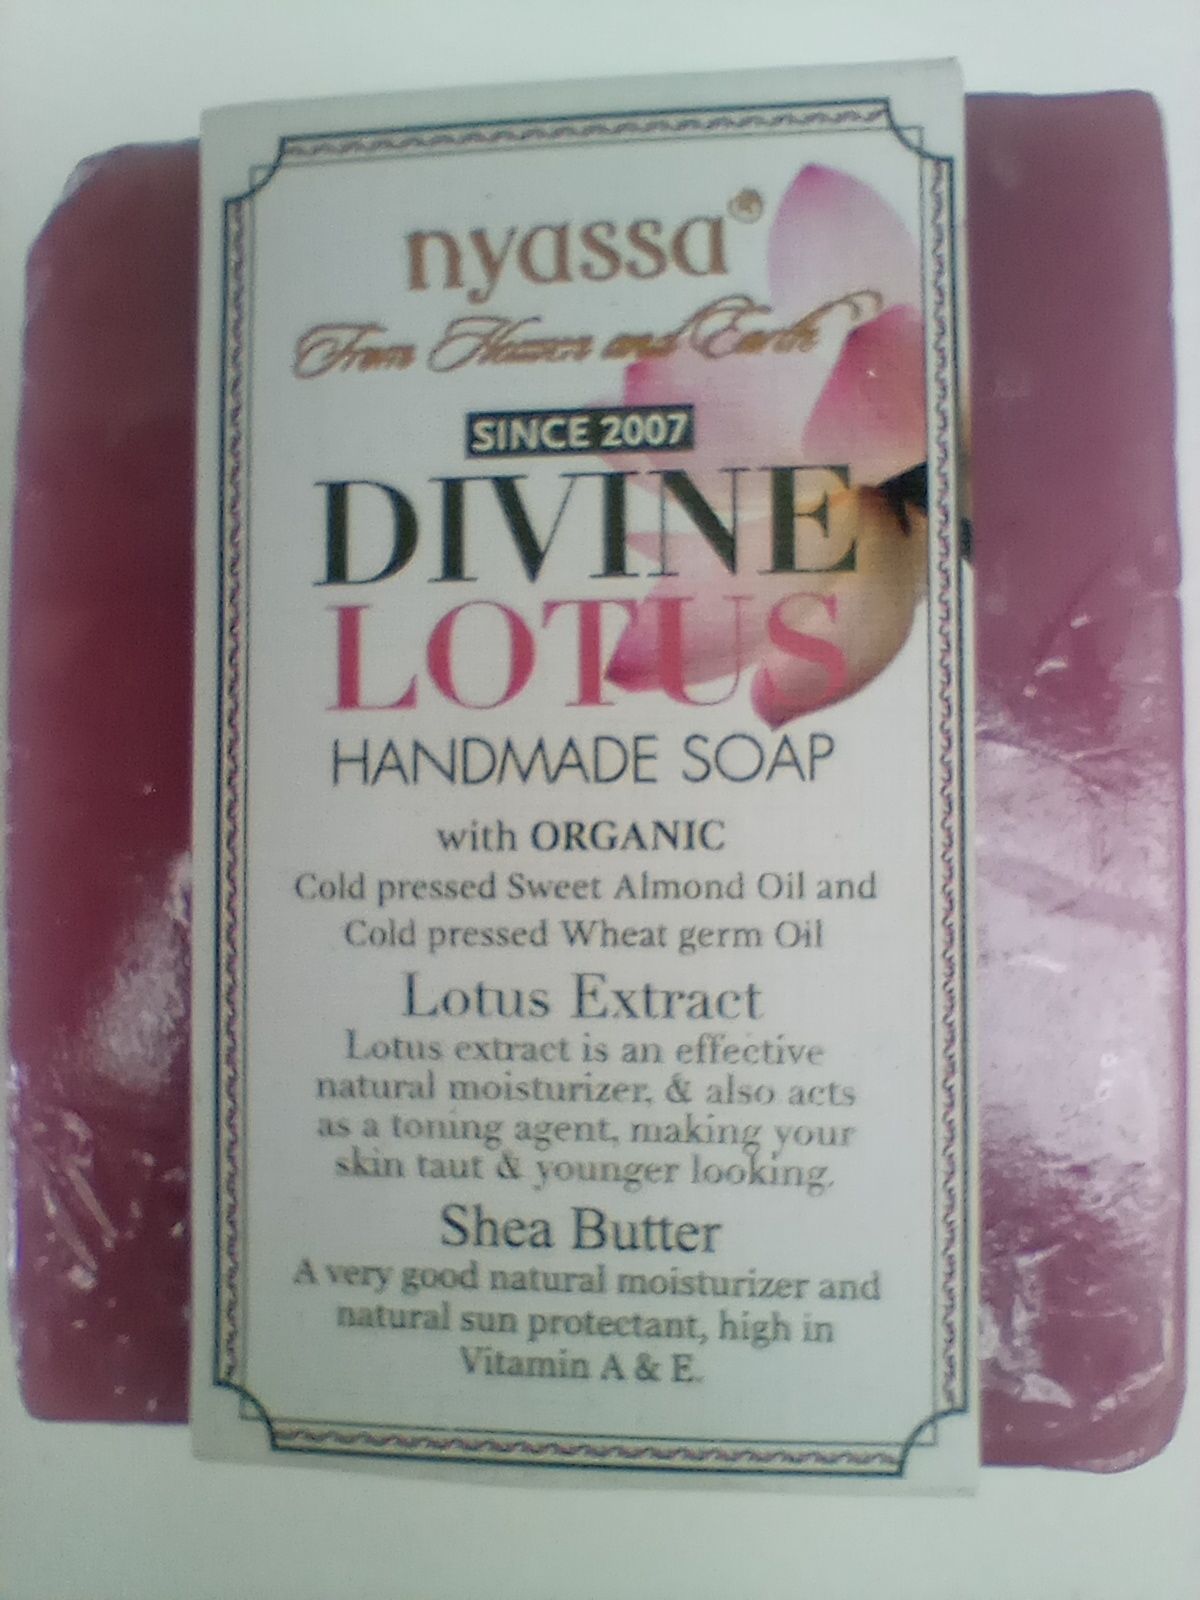 nyassa®
From Heaven and Earth
SINCE 2007
DIVINE
LOTUS
HANDMADE SOAP
with ORGANIC
Cold pressed Sweet Almond Oil and
Cold pressed Wheat germ Oil
Lotus Extract
Lotus extract is an effective
natural moisturizer, & also acts
as a toning agent, making your
skin taut & younger looking.
Shea Butter
A very good natural moisturizer and
natural sun protectant, high in
Vitamin A & E.